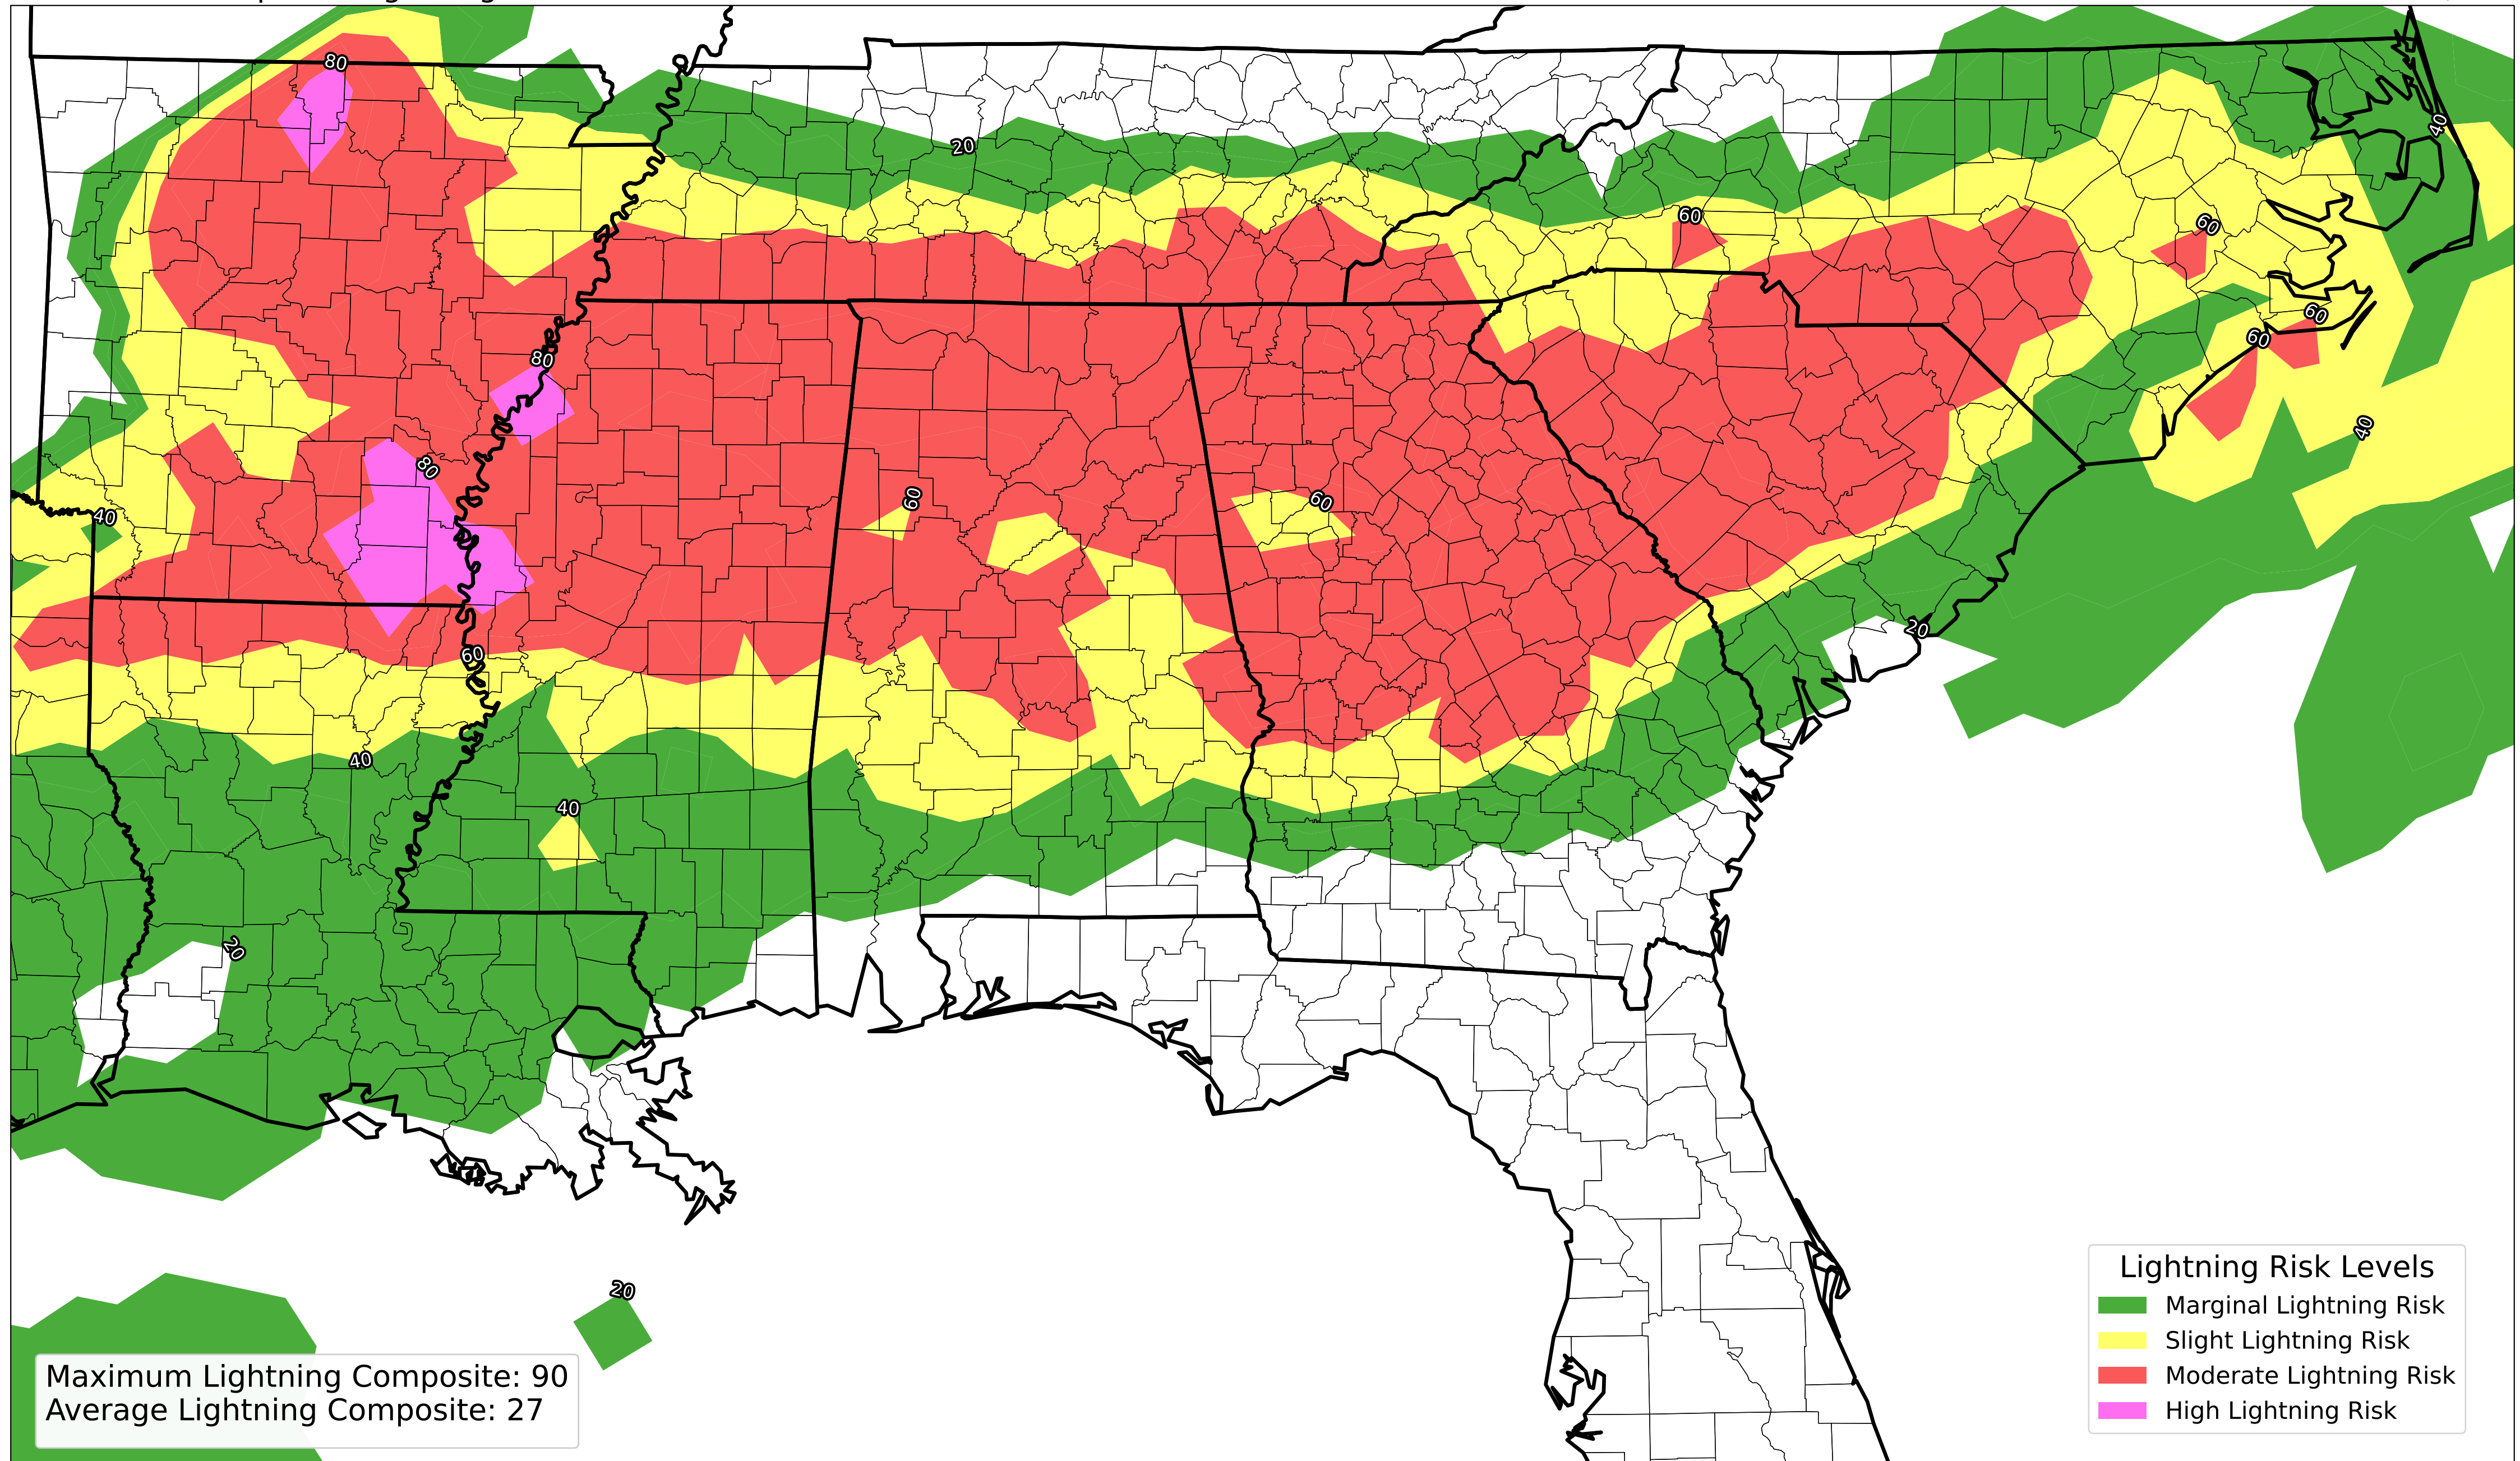 80
20
40
60
60
60
60
80
40
80
60
60
40
20
60
40
40
20
20
Lightning Risk Levels
Marginal Lightning Risk
Slight Lightning Risk
Moderate Lightning Risk
High Lightning Risk
Maximum Lightning Composite: 90
Average Lightning Composite: 27